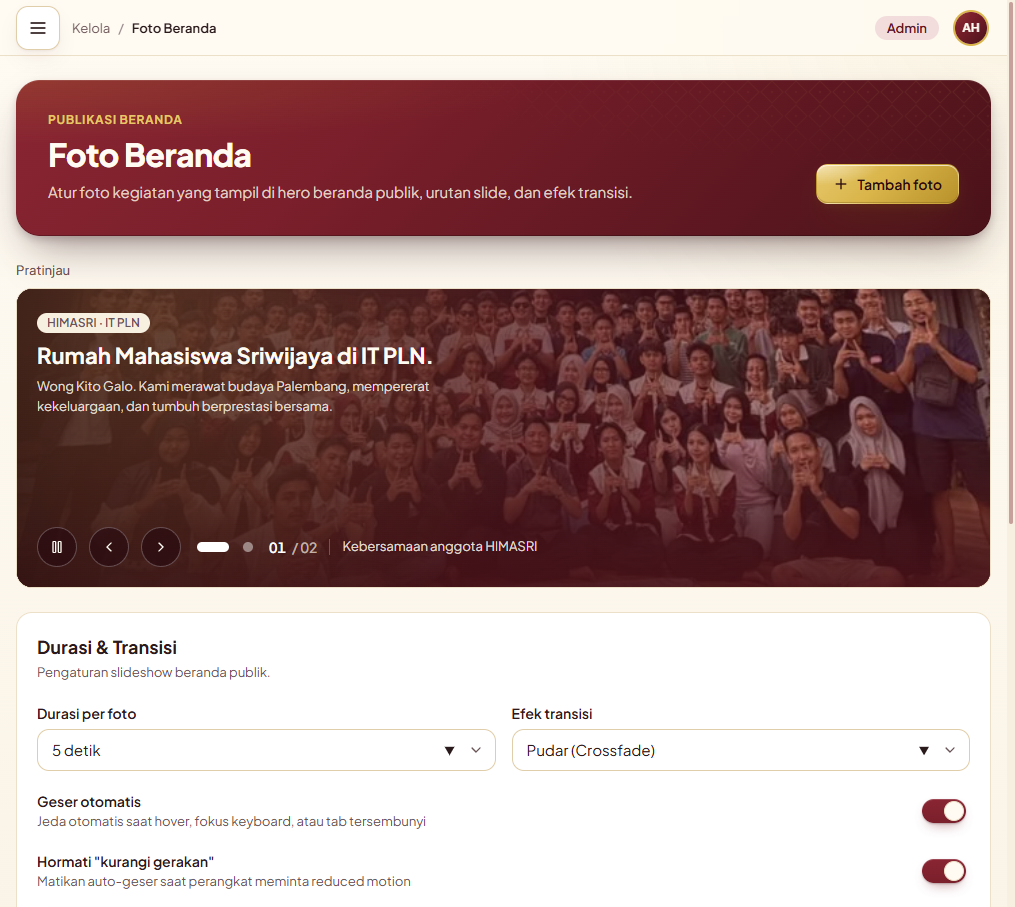 Kelola / Foto Beranda
Admin
AH
PUBLIKASI BERANDA
Foto Beranda
Atur foto kegiatan yang tampil di hero beranda publik, urutan slide, dan efek transisi.
+ Tambah foto
Pratinjau
HIMASRI · IT PLN
Rumah Mahasiswa Sriwijaya di IT PLN.
Wong Kito Galo. Kami merawat budaya Palembang, mempererat
kekeluargaan, dan tumbuh berprestasi bersama.
01 / 02
Kebersamaan anggota HIMASRI
Durasi & Transisi
Pengaturan slideshow beranda publik.
Durasi per foto
Efek transisi
5 detik
Pudar (Crossfade)
Geser otomatis
Jeda otomatis saat hover, fokus keyboard, atau tab tersembunyi
Hormati "kurangi gerakan"
Matikan auto-geser saat perangkat meminta reduced motion